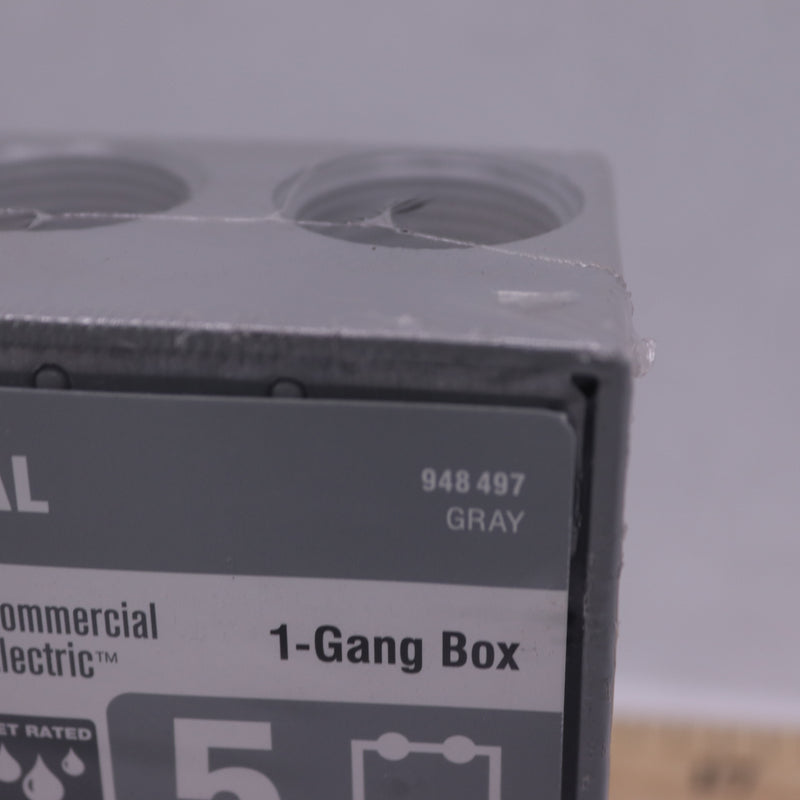 AL
948 497
GRAY
ommercial
lectric™
1-Gang Box
ET RATED
5